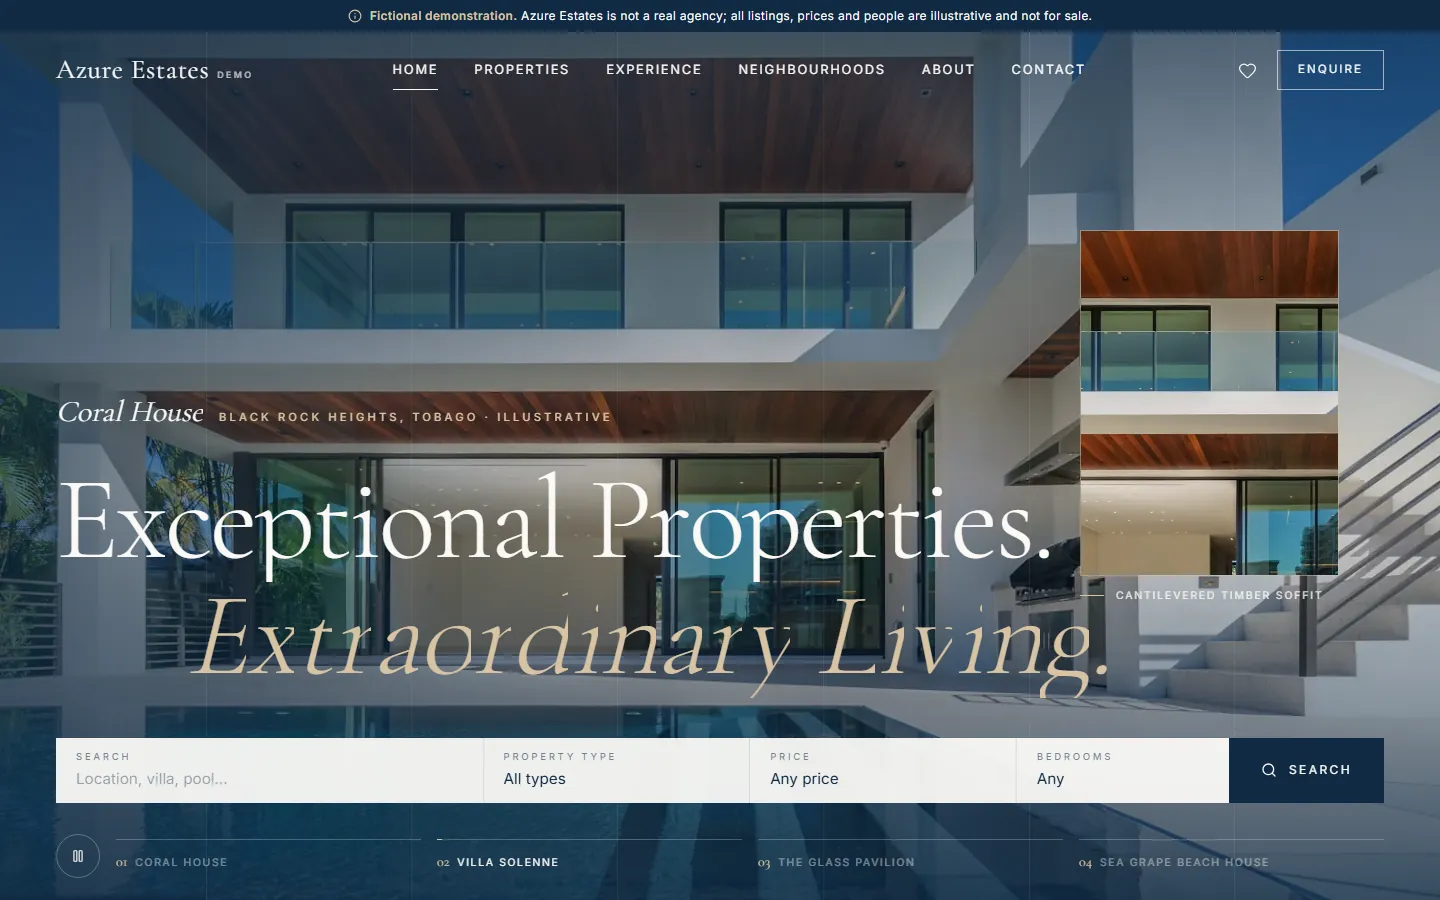 Fictional demonstration. Azure Estates is not a real agency; all listings, prices and people are illustrative and not for sale.
Azure Estates DEMO
HOME PROPERTIES EXPERIENCE NEIGHBOURHOODS ABOUT CONTACT ENQUIRE
Coral House BLACK ROCK HEIGHTS, TOBAGO · ILLUSTRATIVE
Exceptional Properties.
CANTILEVERED TIMBER SOFFIT
Extraordinary Living.
SEARCH PROPERTY TYPE PRICE BEDROOMS
Location, villa, pool... All types Any price Any SEARCH
01 CORAL HOUSE 02 VILLA SOLENNE 03 THE GLASS PAVILION 04 SEA GRAPE BEACH HOUSE